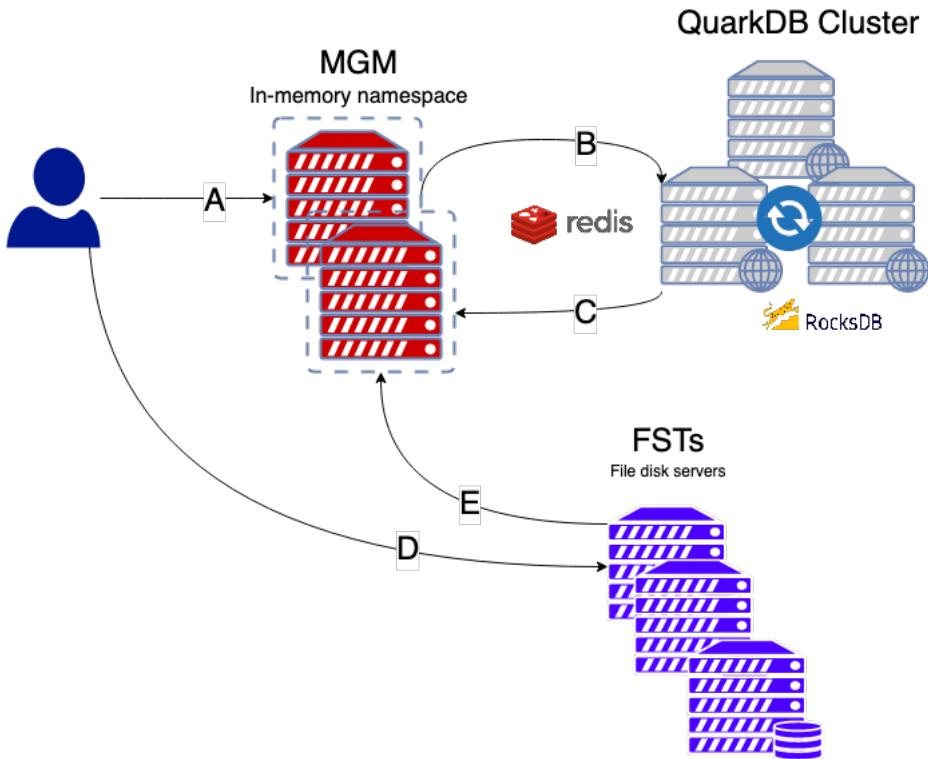 QuarkDB Cluster
MGM
In-memory namespace
A
B
redis
C
RocksDB
FSTs
File disk servers
E
D